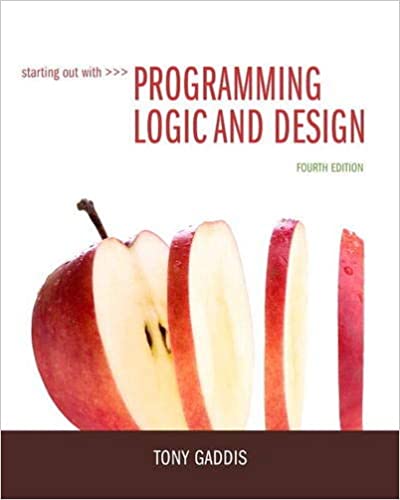 starting out with >>> PROGRAMMING
LOGIC AND DESIGN
FOURTH EDITION
TONY GADDIS